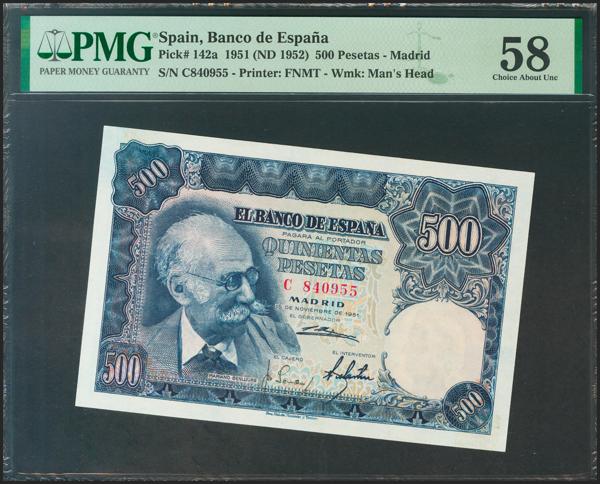 PMG®
PAPER MONEY GUARANTY
Spain, Banco de España
Pick# 142a 1951 (ND 1952) 500 Pesetas - Madrid
S/N C840955 - Printer: FNMT - Wmk: Man's Head
58
Choice About Unc
500
EL BANCO DE ESPAÑA
PAGARÁ AL PORTADOR
QUINIENTAS
PESETAS
500
C 840955
MADRID
15 DE NOVIEMBRE DE 1951
EL GOBERNADOR
EL CAJERO
EL INTERVENTOR
500
MARIANO BENLLIURE
500